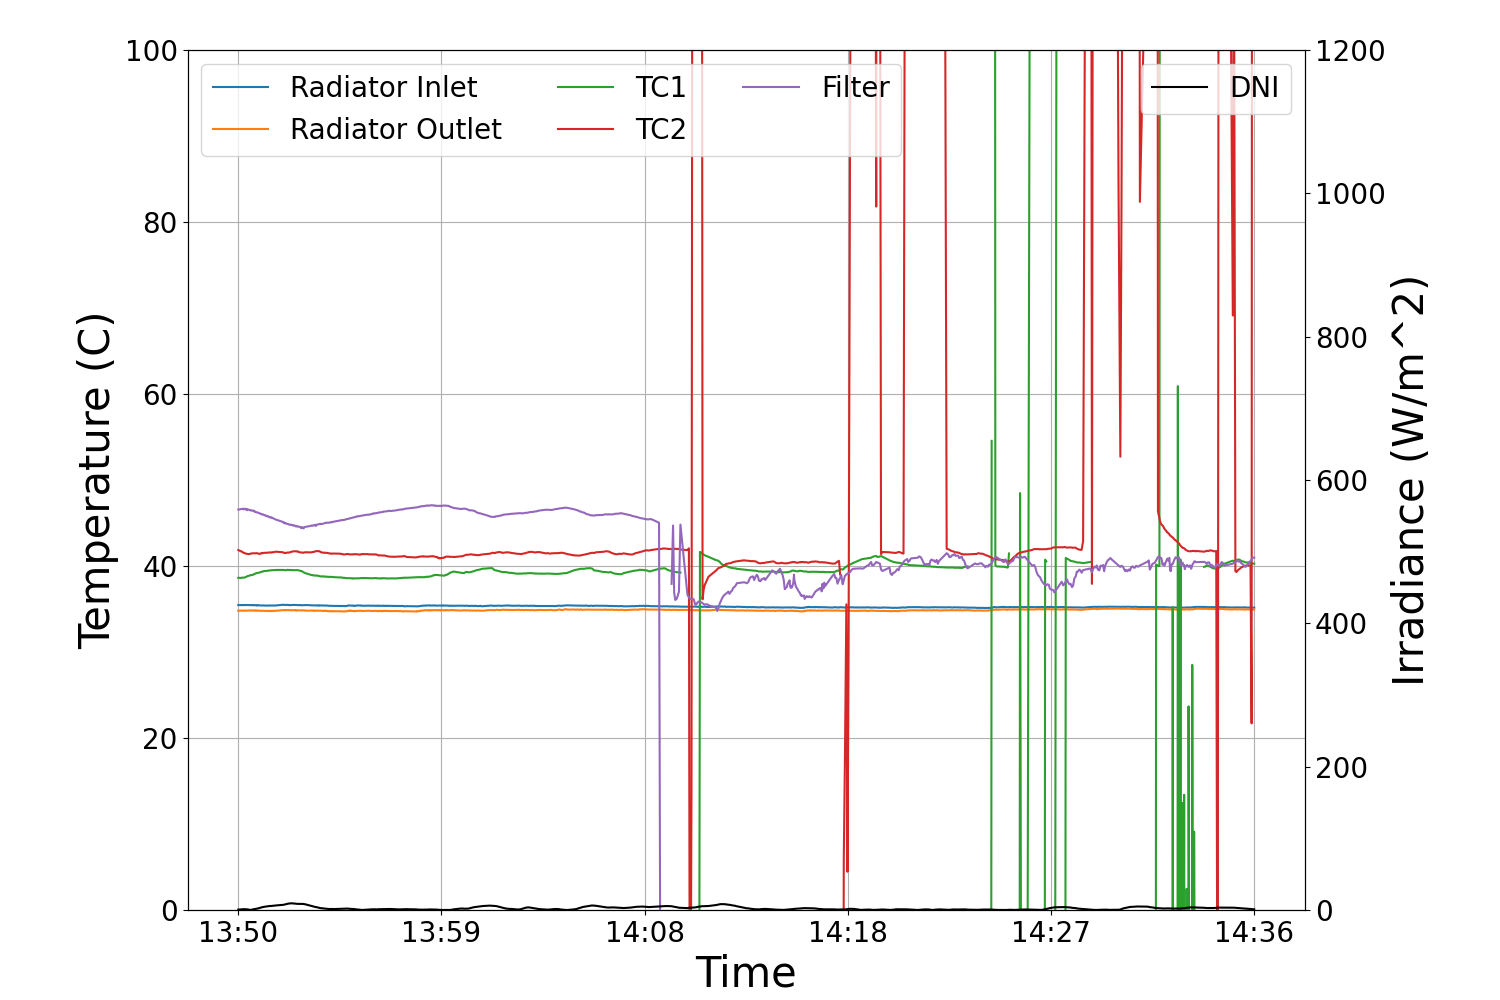 100
80
60
40
20
0
Temperature (C)
Radiator Inlet
Radiator Outlet
TC1
TC2
Filter
DNI
1200
1000
800
600
400
200
0
Irradiance (W/m^2)
13:50 13:59 14:08 14:18 14:27 14:36
Time